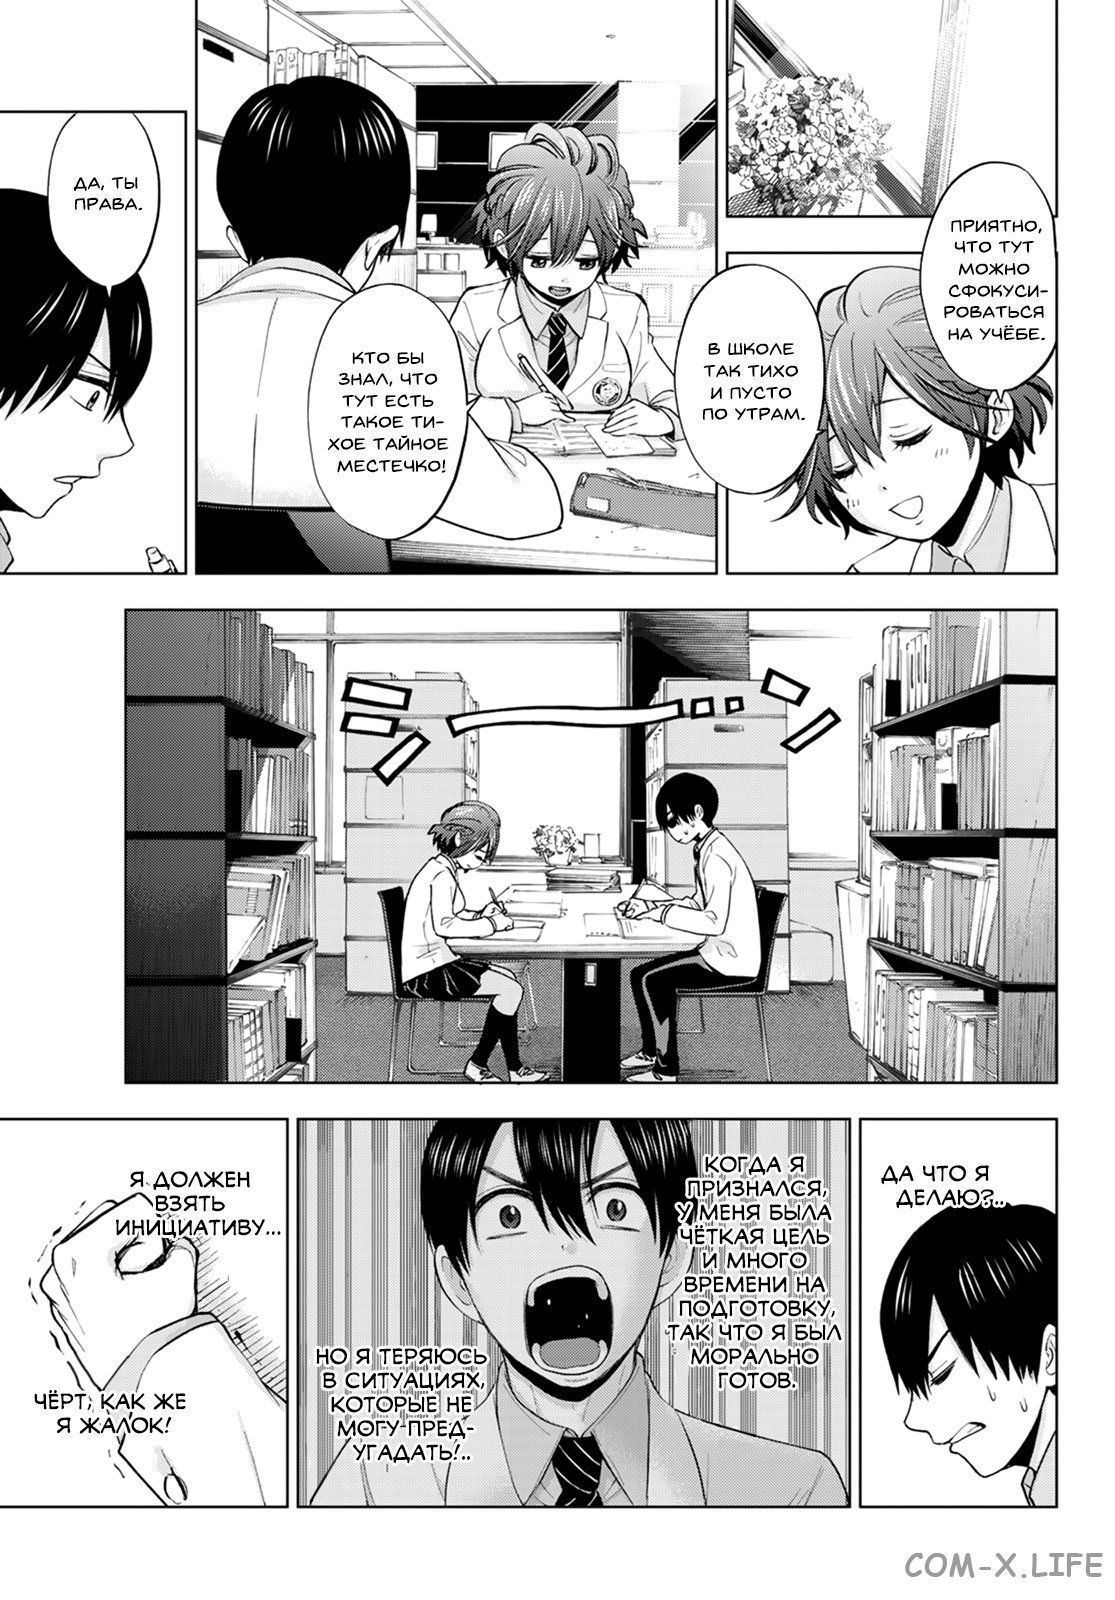 ПРИЯТНО,
ЧТО ТУТ
МОЖНО
СФОКУСИ-
РОВАТЬСЯ
НА УЧЁБЕ.
В ШКОЛЕ
ТАК ТИХО
И ПУСТО
ПО УТРАМ.
КТО БЫ
ЗНАЛ, ЧТО
ТУТ ЕСТЬ
ТАКОЕ ТИ-
ХОЕ ТАЙНОЕ
МЕСТЕЧКО!
ДА, ТЫ
ПРАВА.
ДА ЧТО Я
ДЕЛАЮ?..
КОГДА Я
ПРИЗНАЛСЯ,
У МЕНЯ БЫЛА
ЧЁТКАЯ ЦЕЛЬ
И МНОГО
ВРЕМЕНИ НА
ПОДГОТОВКУ,
ТАК ЧТО Я БЫЛ
МОРАЛЬНО
ГОТОВ.
НО Я ТЕРЯЮСЬ
В СИТУАЦИЯХ,
КОТОРЫЕ НЕ
МОГУ ПРЕД-
УГАДАТЬ!..
Я ДОЛЖЕН
ВЗЯТЬ
ИНИЦИАТИВУ...
ЧЁРТ, КАК ЖЕ
Я ЖАЛОК!
COM-X.LIFE